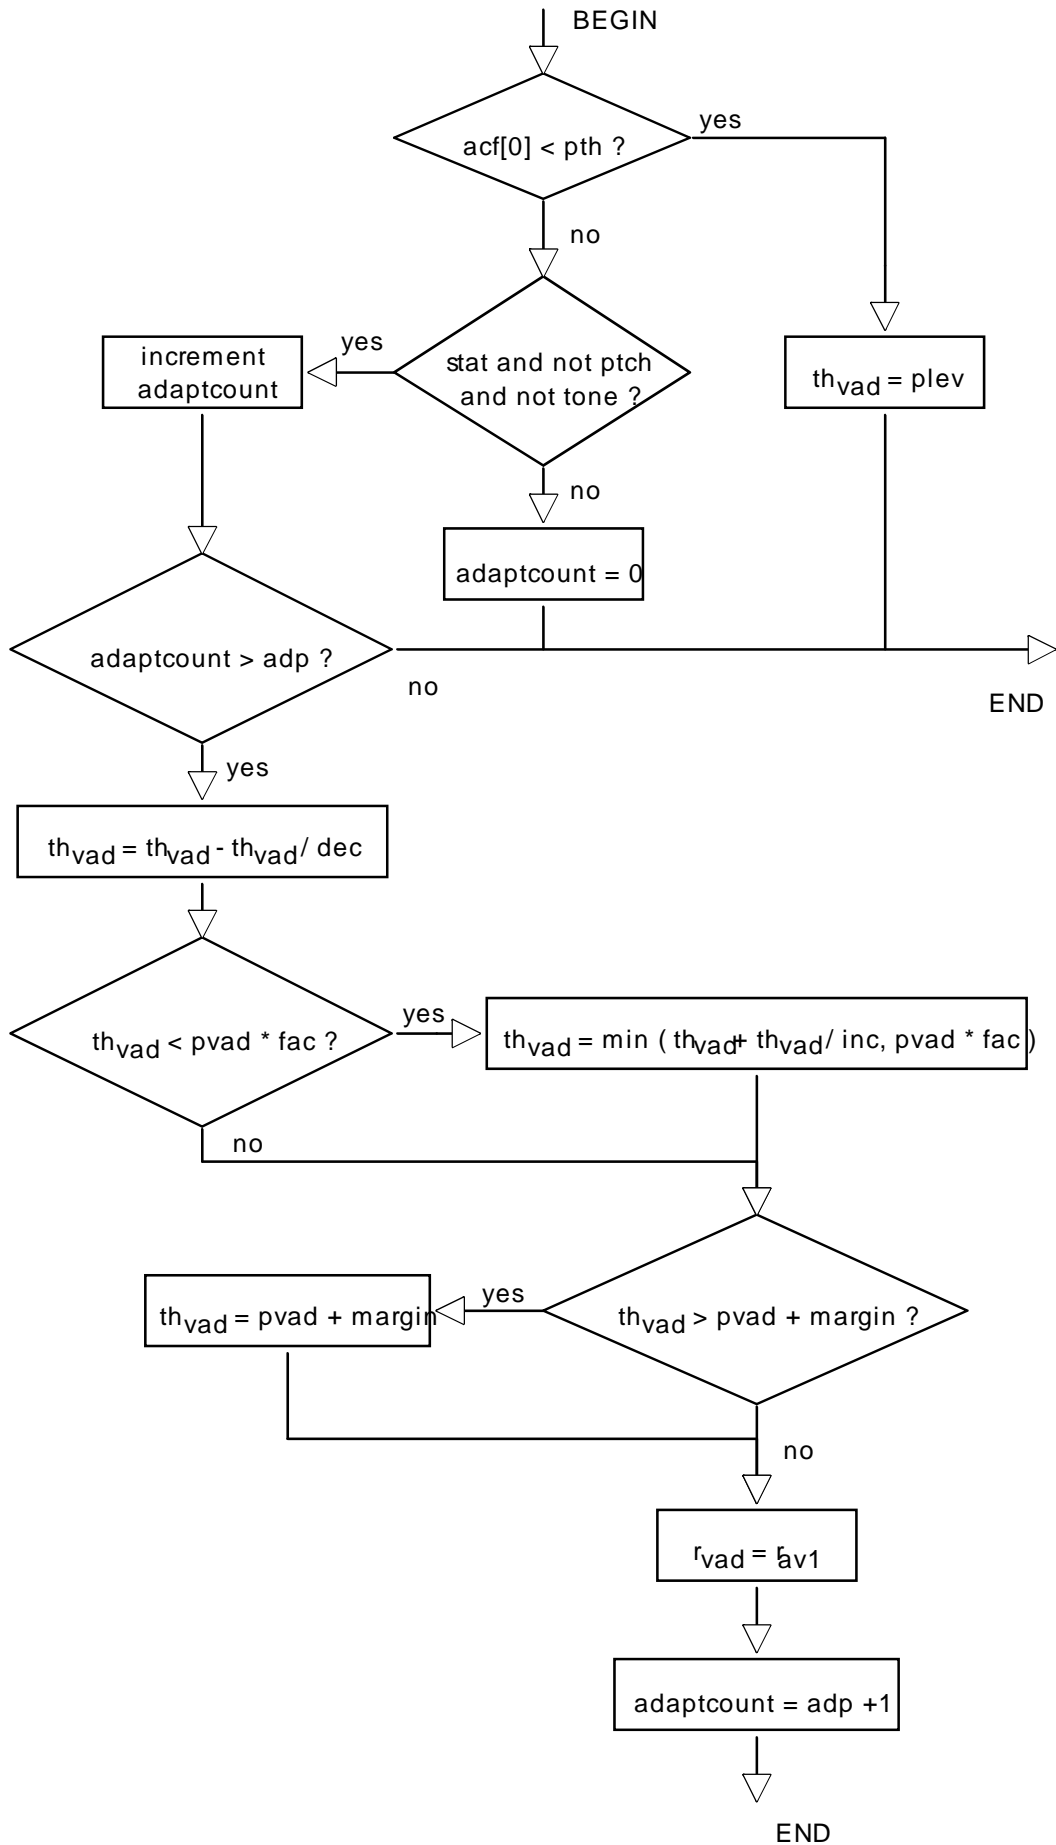 BEGIN
acf[0] < pth ?
yes
no
stat and not ptch
and not tone ?
yes
increment
adaptcount
th_vad = plev
no
adaptcount = 0
adaptcount > adp ?
no
END
yes
th_vad = th_vad - th_vad / dec
th_vad < pvad * fac ?
yes
th_vad = min ( th_vad + th_vad / inc, pvad * fac )
no
th_vad > pvad + margin ?
yes
th_vad = pvad + margin
no
r_vad = r_av1
adaptcount = adp +1
END